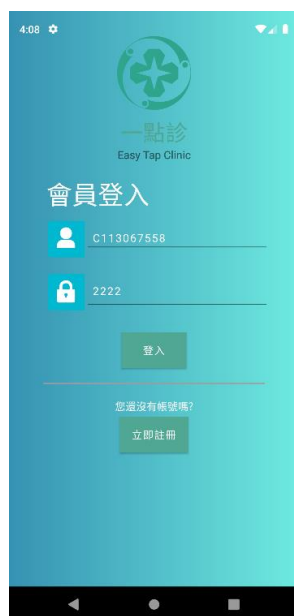 4:08
一點診
Easy Tap Clinic
會員登入
C113067558
2222
登入
您還沒有帳號嗎?
立即註冊